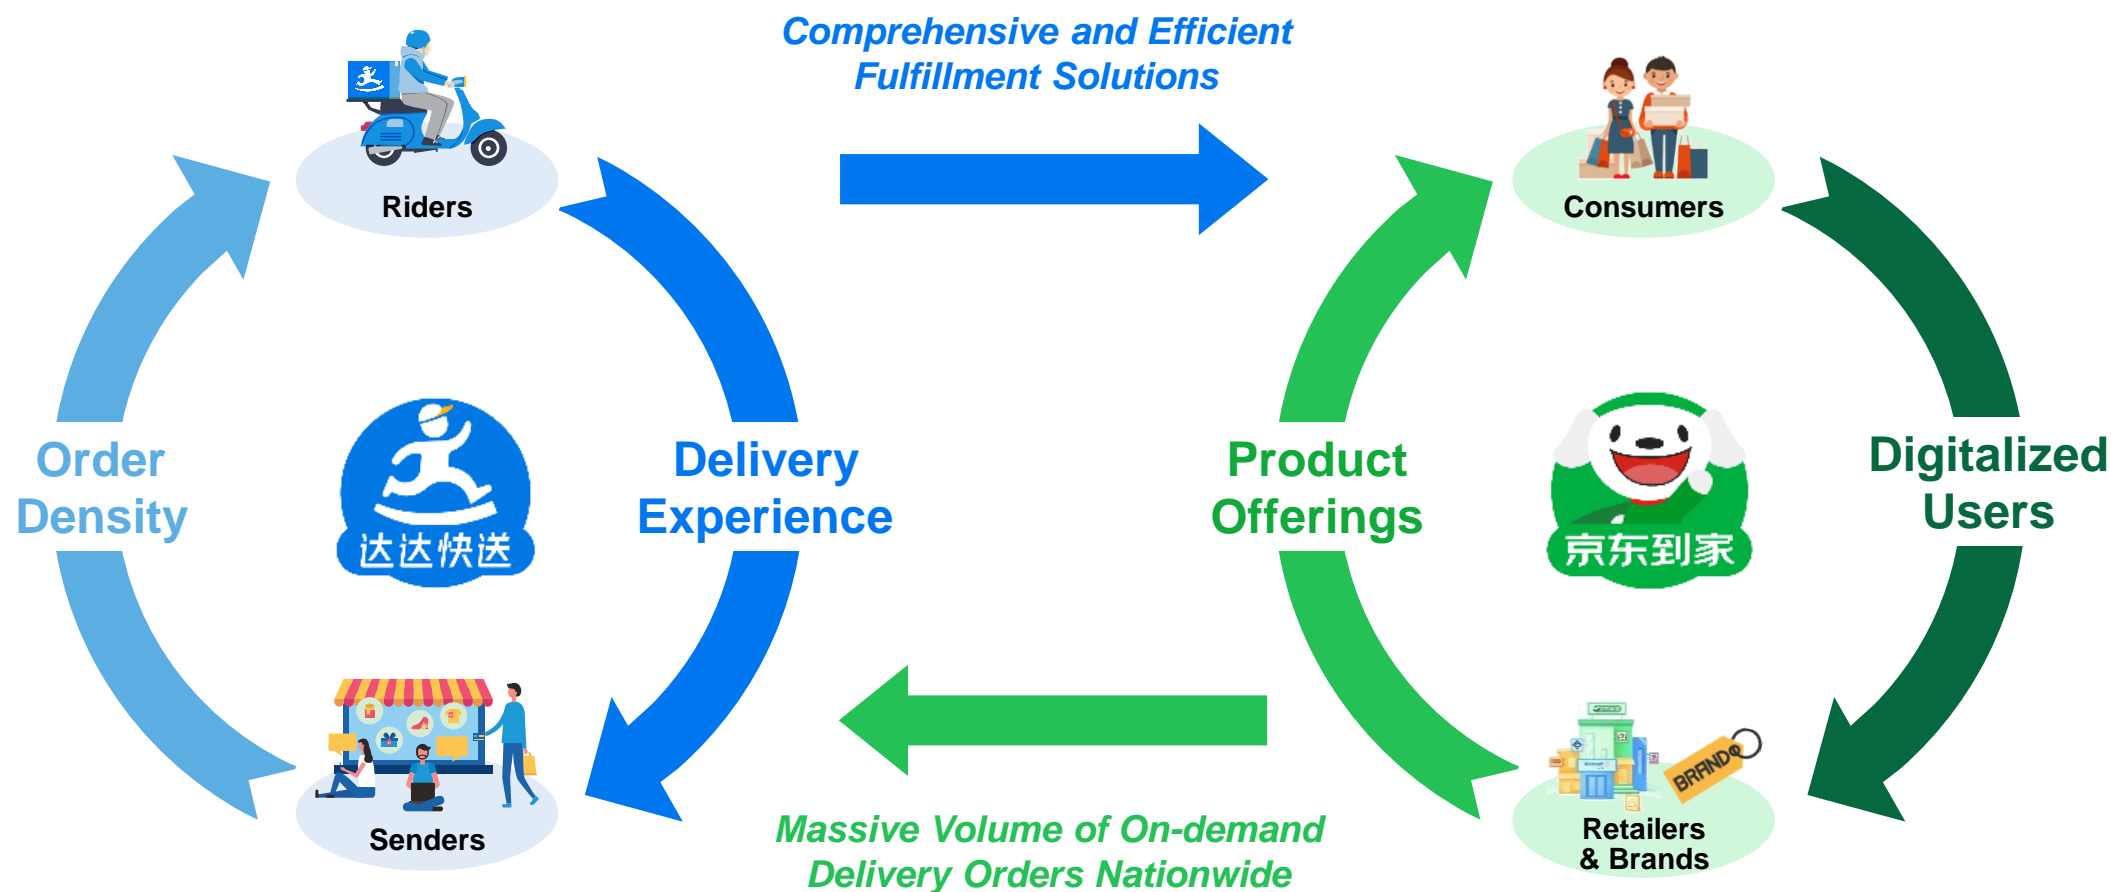 Comprehensive and Efficient
Fulfillment Solutions
Riders
Consumers
Order
Density
达达快送
Delivery
Experience
Product
Offerings
京东到家
Digitalized
Users
BRAND
Senders
Massive Volume of On-demand
Delivery Orders Nationwide
Retailers
& Brands